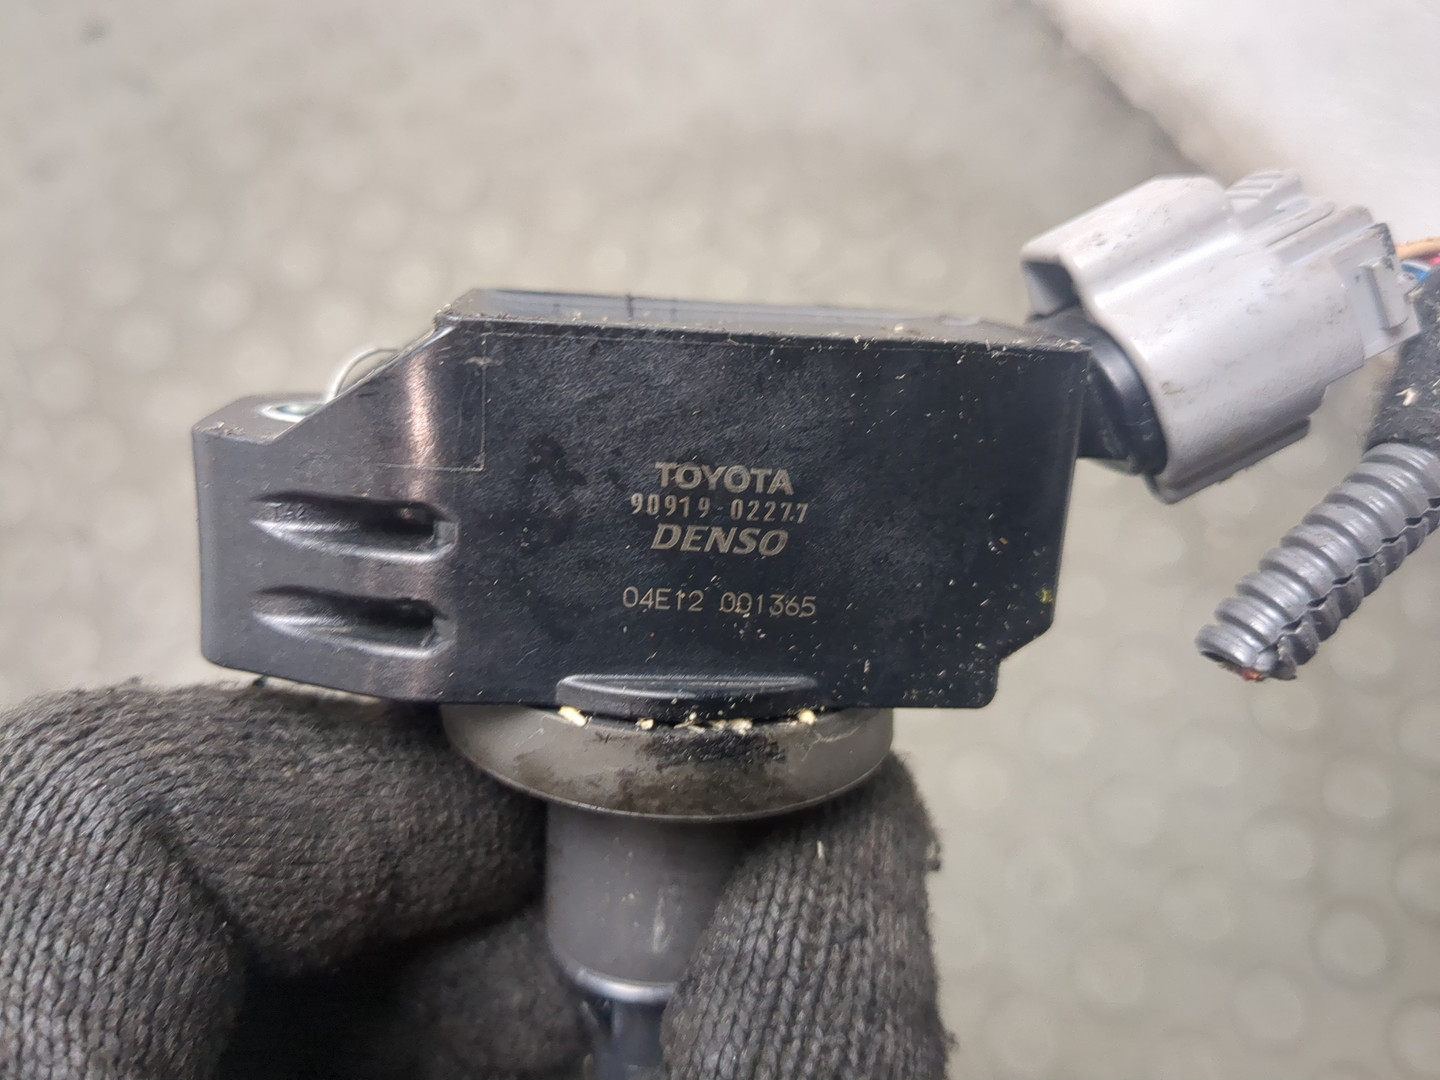 TOYOTA
90919-02277
DENSO
04E12 001365